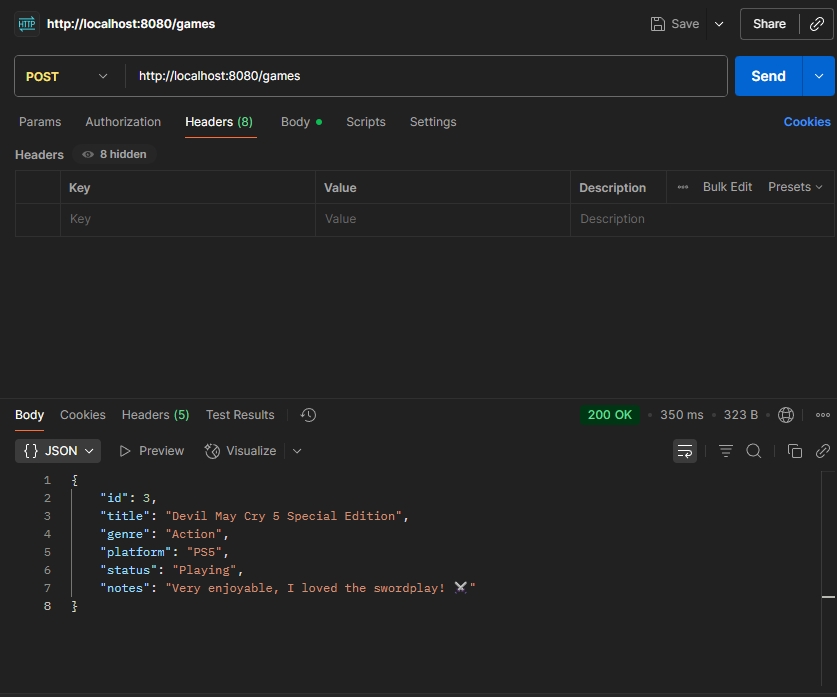 HTTP http://localhost:8080/games Save Share
POST http://localhost:8080/games Send
Params Authorization Headers (8) Body Scripts Settings Cookies
Headers 8 hidden
Key Value Description Bulk Edit Presets
Key Value Description
Body Cookies Headers (5) Test Results 200 OK 350 ms 323 B
{} JSON Preview Visualize
1 {
2 "id": 3,
3 "title": "Devil May Cry 5 Special Edition",
4 "genre": "Action",
5 "platform": "PS5",
6 "status": "Playing",
7 "notes": "Very enjoyable, I loved the swordplay! ⚔️"
8 }